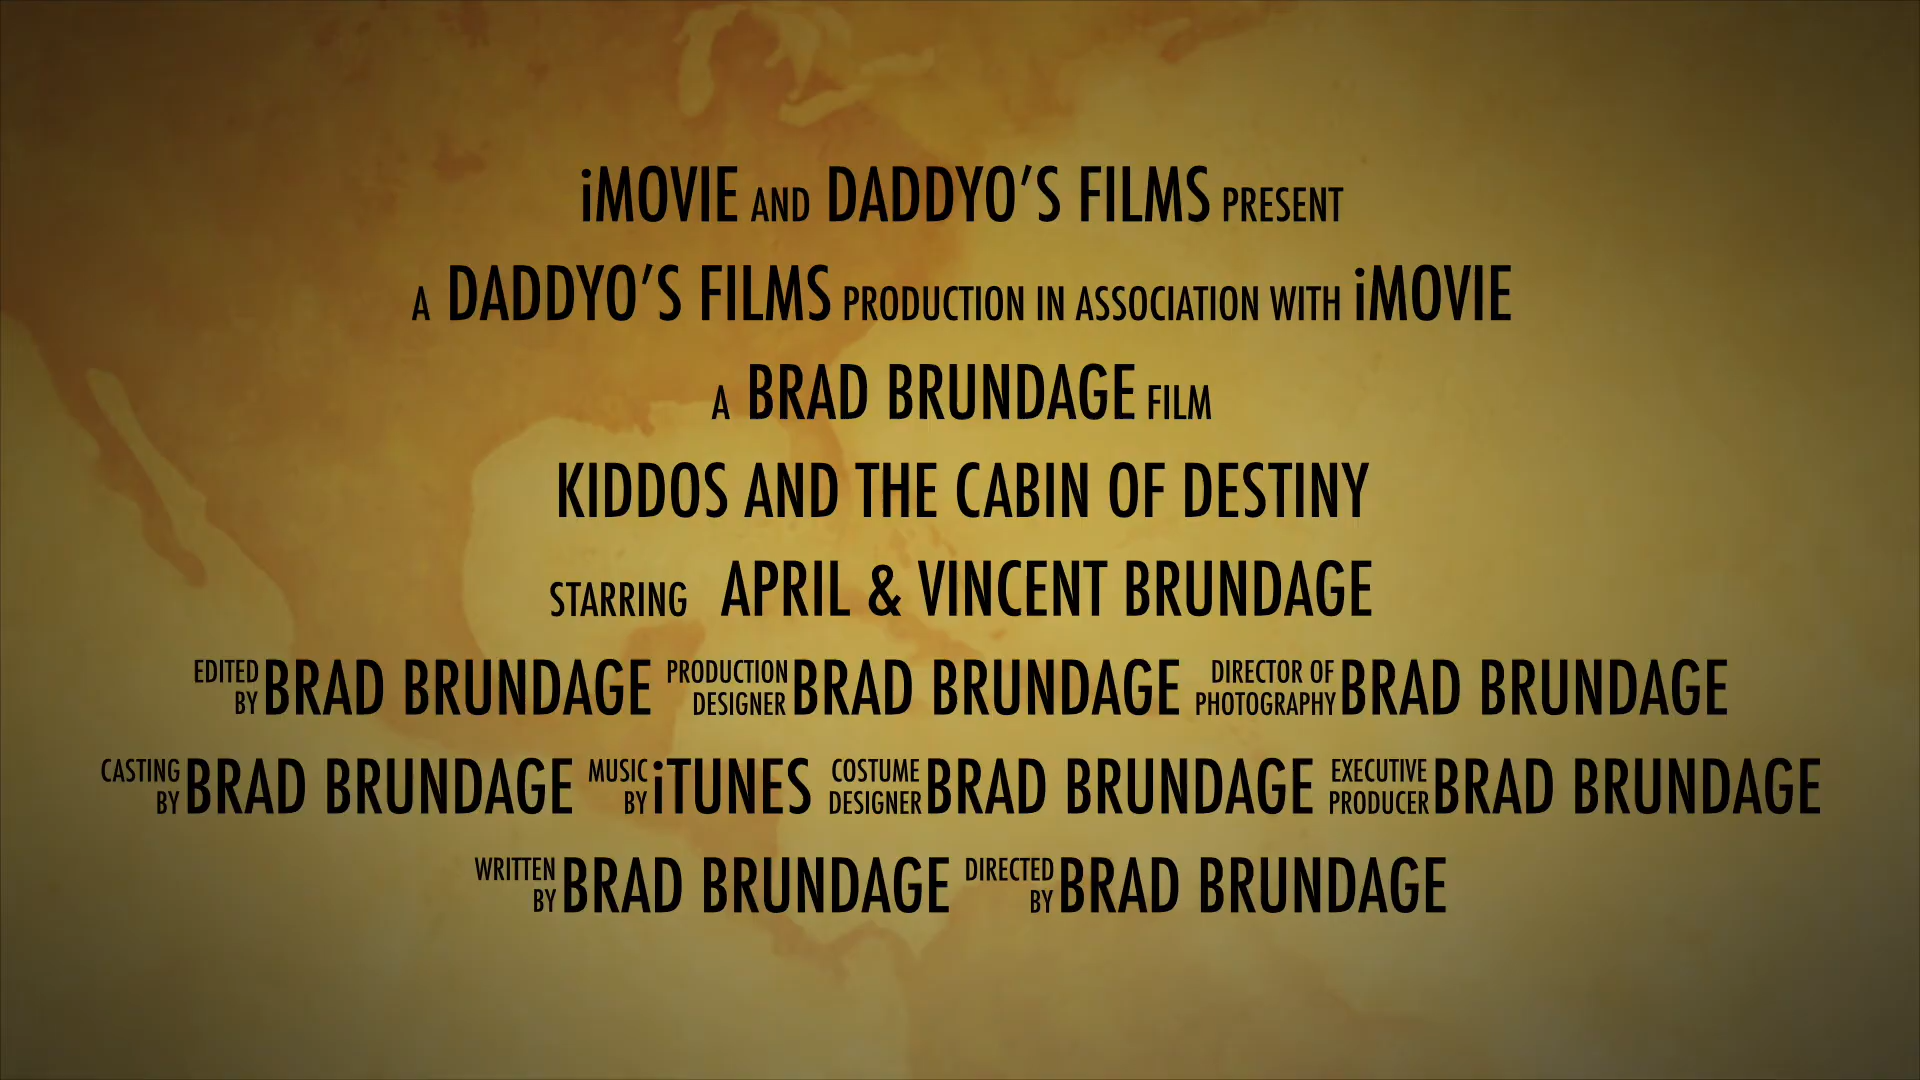 iMOVIE AND DADDYO'S FILMS PRESENT
A DADDYO'S FILMS PRODUCTION IN ASSOCIATION WITH iMOVIE
A BRAD BRUNDAGE FILM
KIDDOS AND THE CABIN OF DESTINY
STARRING APRIL & VINCENT BRUNDAGE
EDITED BY BRAD BRUNDAGE PRODUCTION DESIGNER BRAD BRUNDAGE DIRECTOR OF PHOTOGRAPHY BRAD BRUNDAGE
CASTING BY BRAD BRUNDAGE MUSIC BY iTUNES COSTUME DESIGNER BRAD BRUNDAGE EXECUTIVE PRODUCER BRAD BRUNDAGE
WRITTEN BY BRAD BRUNDAGE DIRECTED BY BRAD BRUNDAGE